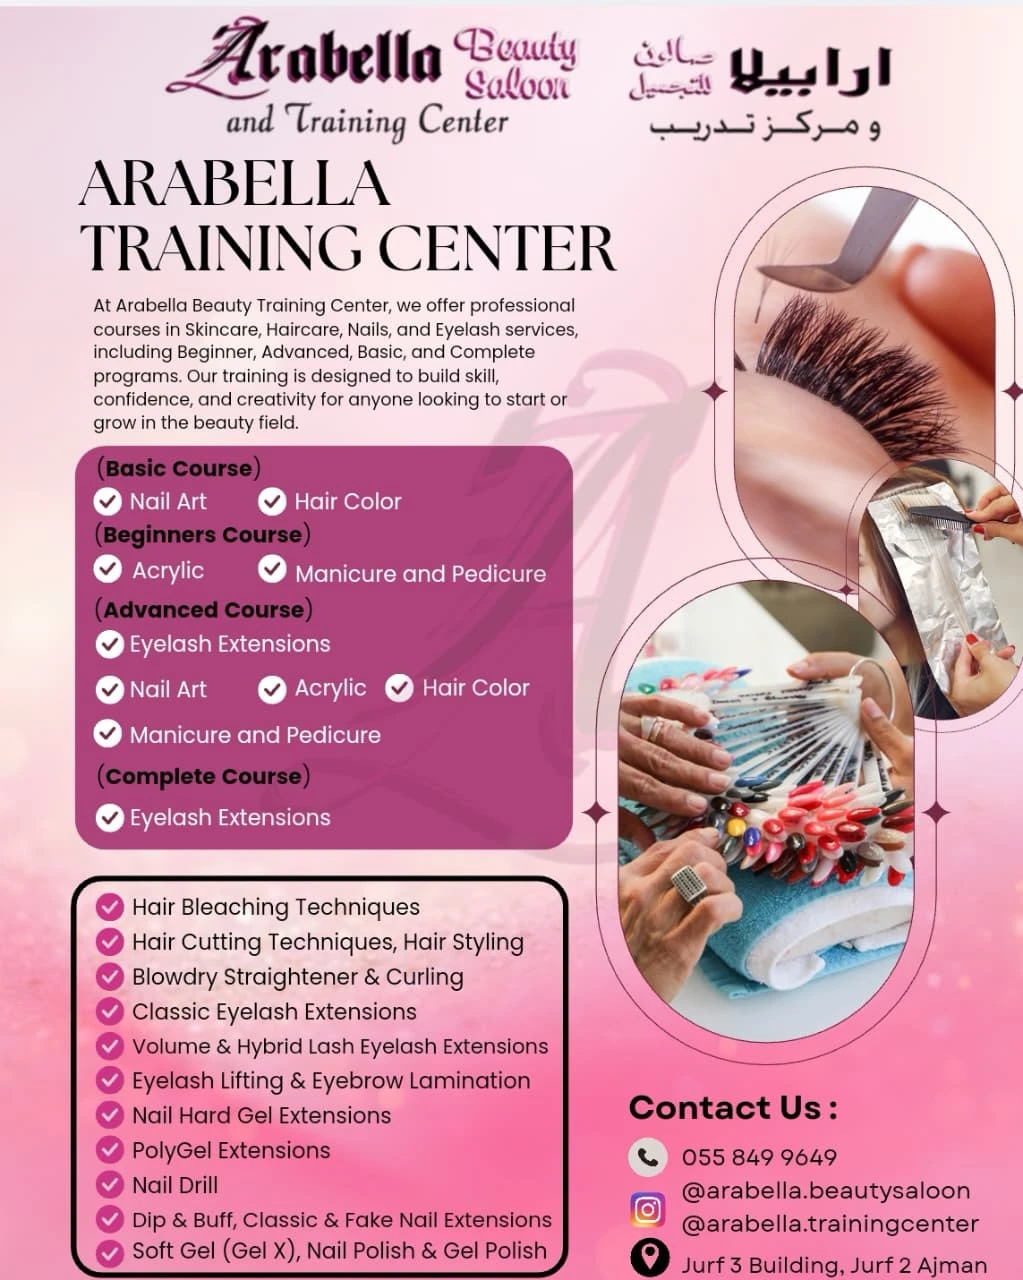 Arabella Beauty Saloon
and Training Center
ارابيلا صالون للتجميل
و مركز تدريب
ARABELLA
TRAINING CENTER
At Arabella Beauty Training Center, we offer professional
courses in Skincare, Haircare, Nails, and Eyelash services,
including Beginner, Advanced, Basic, and Complete
programs. Our training is designed to build skill,
confidence, and creativity for anyone looking to start or
grow in the beauty field.
(Basic Course)
Nail Art Hair Color
(Beginners Course)
Acrylic Manicure and Pedicure
(Advanced Course)
Eyelash Extensions
Nail Art Acrylic Hair Color
Manicure and Pedicure
(Complete Course)
Eyelash Extensions
Hair Bleaching Techniques
Hair Cutting Techniques, Hair Styling
Blowdry Straightener & Curling
Classic Eyelash Extensions
Volume & Hybrid Lash Eyelash Extensions
Eyelash Lifting & Eyebrow Lamination
Nail Hard Gel Extensions
PolyGel Extensions
Nail Drill
Dip & Buff, Classic & Fake Nail Extensions
Soft Gel (Gel X), Nail Polish & Gel Polish
Contact Us :
055 849 9649
@arabella.beautysaloon
@arabella.trainingcenter
Jurf 3 Building, Jurf 2 Ajman